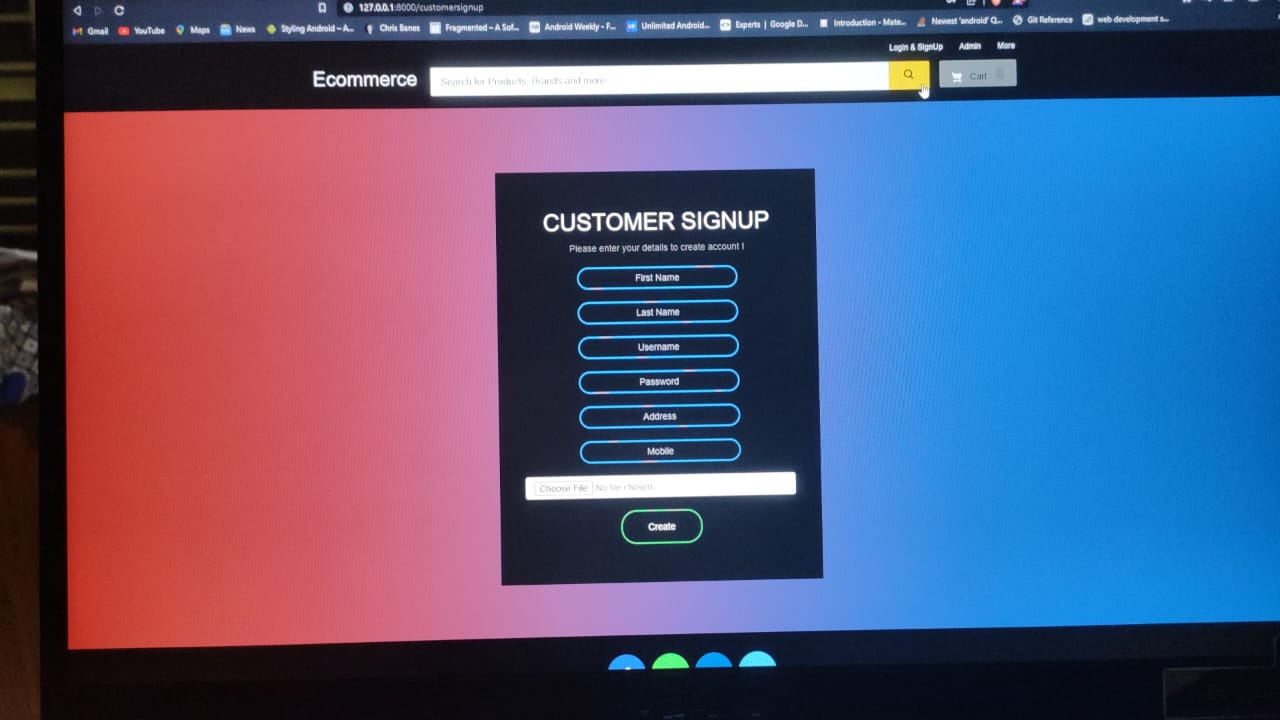 127.0.0.1:8000/customersignup
Gmail YouTube Maps News Styling Android – A... Chris Banes Fragmented – A Sof... Android Weekly - F... Unlimited Android... Experts | Google D... Introduction - Mate... Newest 'android' Q... Git Reference web development s...
Login & SignUp Admin More
Ecommerce Search for Products, Brands and more Cart
CUSTOMER SIGNUP
Please enter your details to create account !
First Name
Last Name
Username
Password
Address
Mobile
Choose File No file chosen
Create